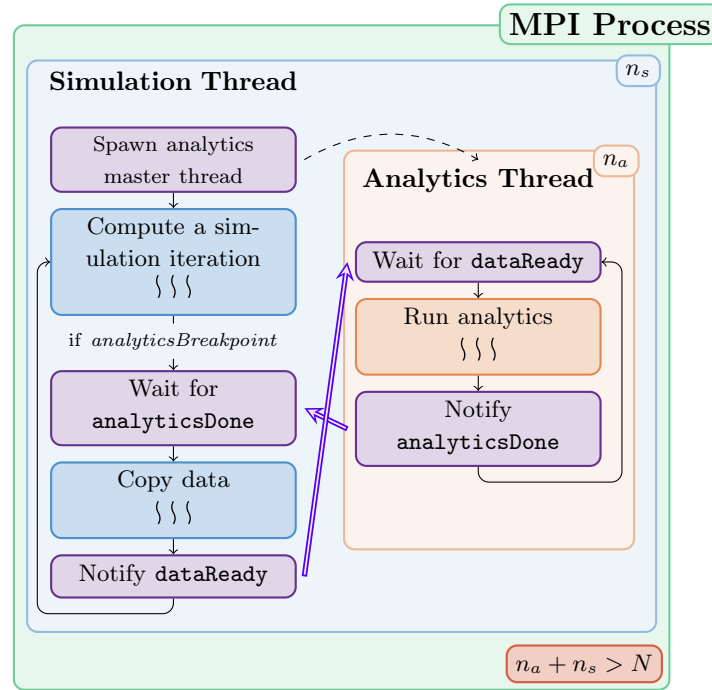 MPI Process
Simulation Thread
n_s
Spawn analytics
master thread
Compute a sim-
ulation iteration
if analyticsBreakpoint
Wait for
analyticsDone
Copy data
Notify dataReady
n_a
Analytics Thread
Wait for dataReady
Run analytics
Notify
analyticsDone
n_a + n_s > N